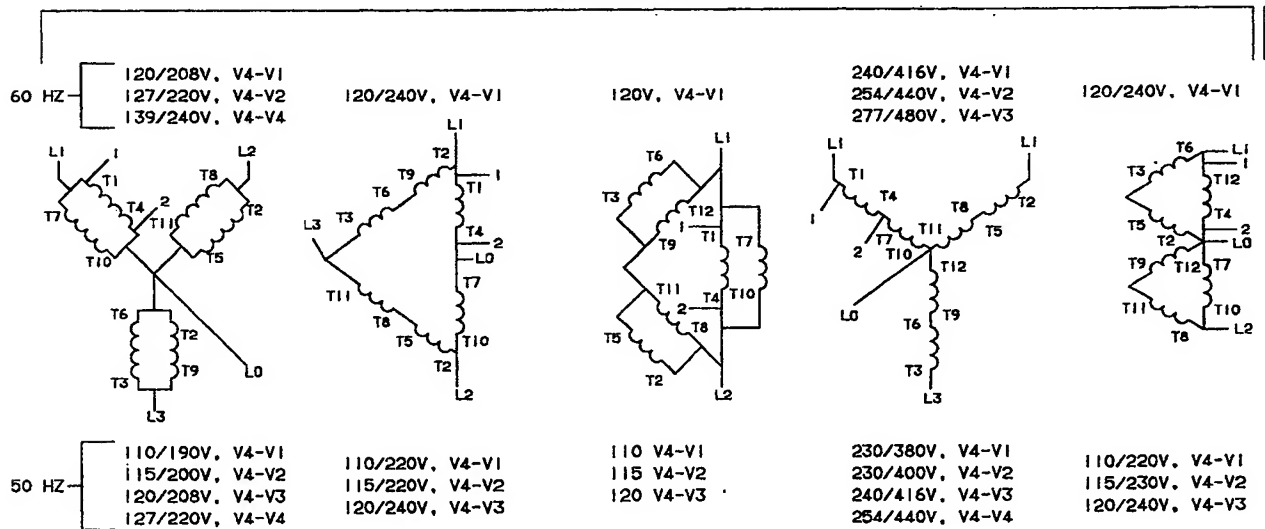 60 HZ
120/208V, V4-V1
127/220V, V4-V2
139/240V, V4-V4
120/240V, V4-V1
120V, V4-V1
240/416V, V4-V1
254/440V, V4-V2
277/480V, V4-V3
120/240V, V4-V1
L1 1 L2
T1 T8
2
T7 T4 T11 T2
T10 T5
T6 T2
T3 T9
L0
L3
L1
T2
1
T9 T1
T6
T3 T4
L3 2
L0
T7
T11
T8
T5 T10
T2
L2
L1
T6
T3 T12
1
T9 T1 T7
T11 T4 T10
2
T5 T8
T2
L2
L1 L1
T1
T4 T8 T2
1
2 T7 T11 T5
T10
T12
L0
T6 T9
T3
L3
T6 L1
1
T3 T12
T5 T4
2
T2 L0
T9 T12 T7
T11 T10
T8 L2
50 HZ
110/190V, V4-V1
115/200V, V4-V2
120/208V, V4-V3
127/220V, V4-V4
110/220V, V4-V1
115/220V, V4-V2
120/240V, V4-V3
110 V4-V1
115 V4-V2
120 V4-V3
230/380V, V4-V1
230/400V, V4-V2
240/416V, V4-V3
254/440V, V4-V4
110/220V, V4-V1
115/230V, V4-V2
120/240V, V4-V3